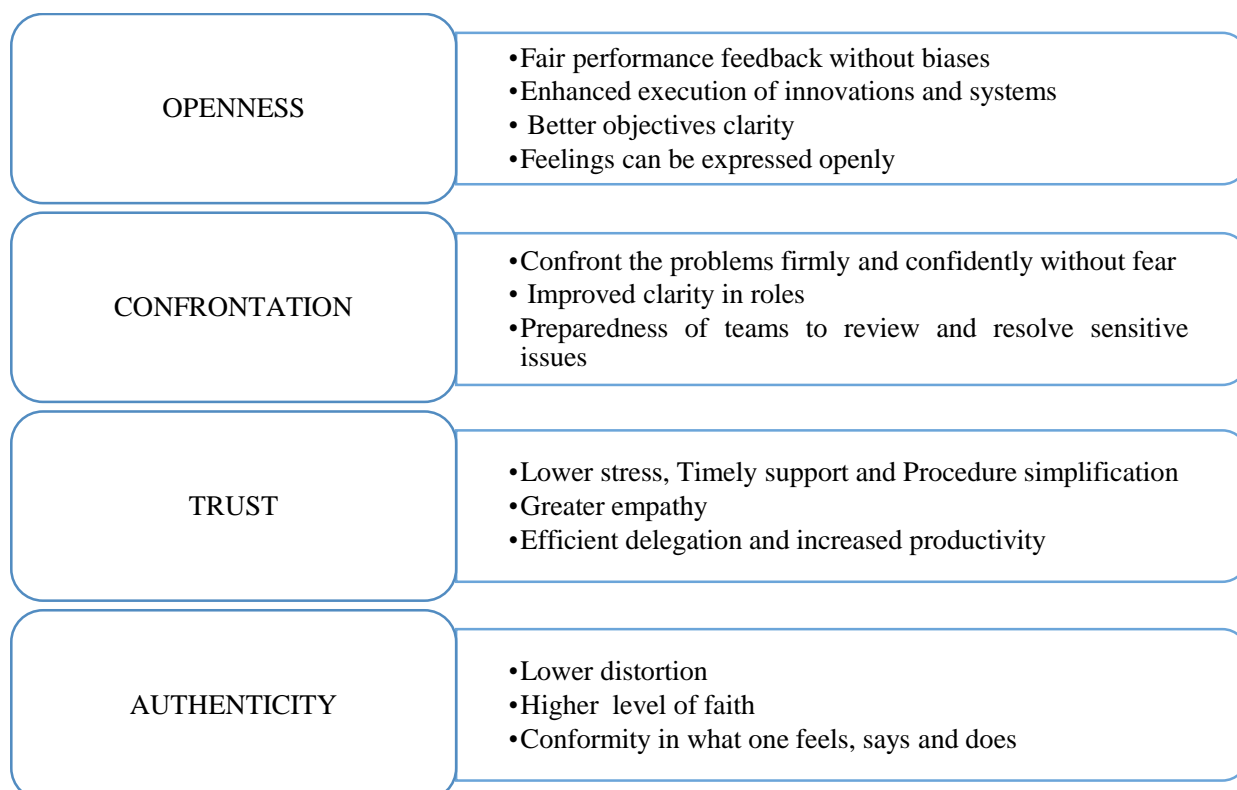 OPENNESS
•Fair performance feedback without biases
•Enhanced execution of innovations and systems
• Better objectives clarity
•Feelings can be expressed openly
CONFRONTATION
•Confront the problems firmly and confidently without fear
• Improved clarity in roles
•Preparedness of teams to review and resolve sensitive
issues
TRUST
•Lower stress, Timely support and Procedure simplification
•Greater empathy
•Efficient delegation and increased productivity
AUTHENTICITY
•Lower distortion
•Higher level of faith
•Conformity in what one feels, says and does